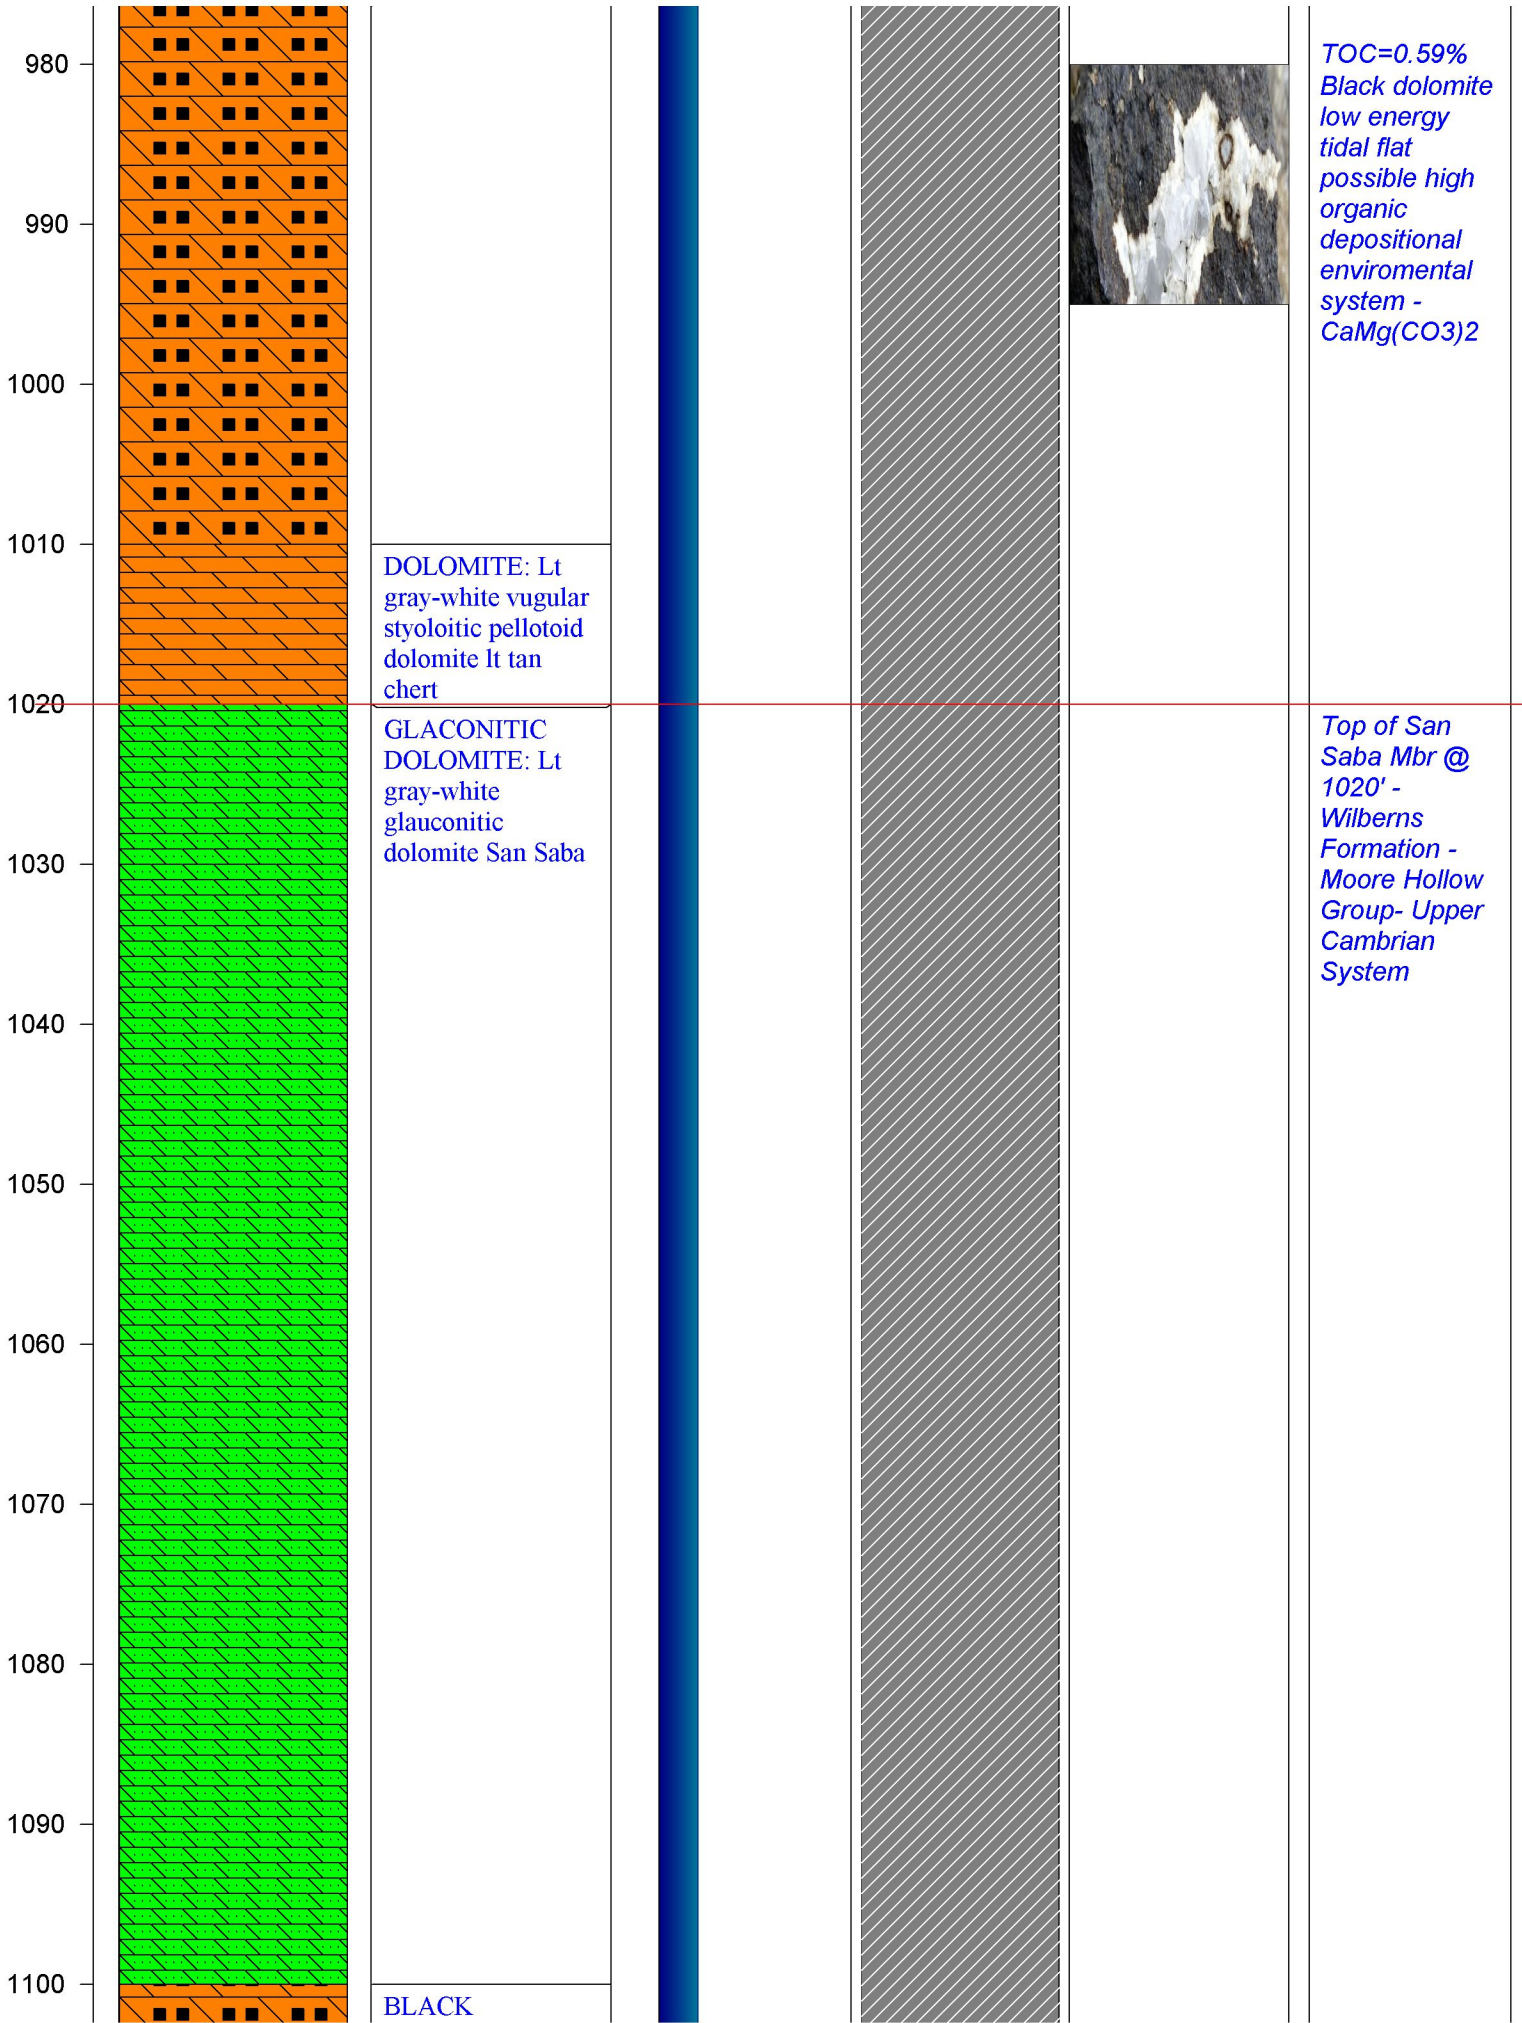 980
990
1000
1010
1020
1030
1040
1050
1060
1070
1080
1090
1100
DOLOMITE: Lt
gray-white vugular
styoloitic pellotoid
dolomite lt tan
chert
GLACONITIC
DOLOMITE: Lt
gray-white
glauconitic
dolomite San Saba
BLACK
TOC=0.59%
Black dolomite
low energy
tidal flat
possible high
organic
depositional
enviromental
system -
CaMg(CO3)2
Top of San
Saba Mbr @
1020' -
Wilberns
Formation -
Moore Hollow
Group- Upper
Cambrian
System